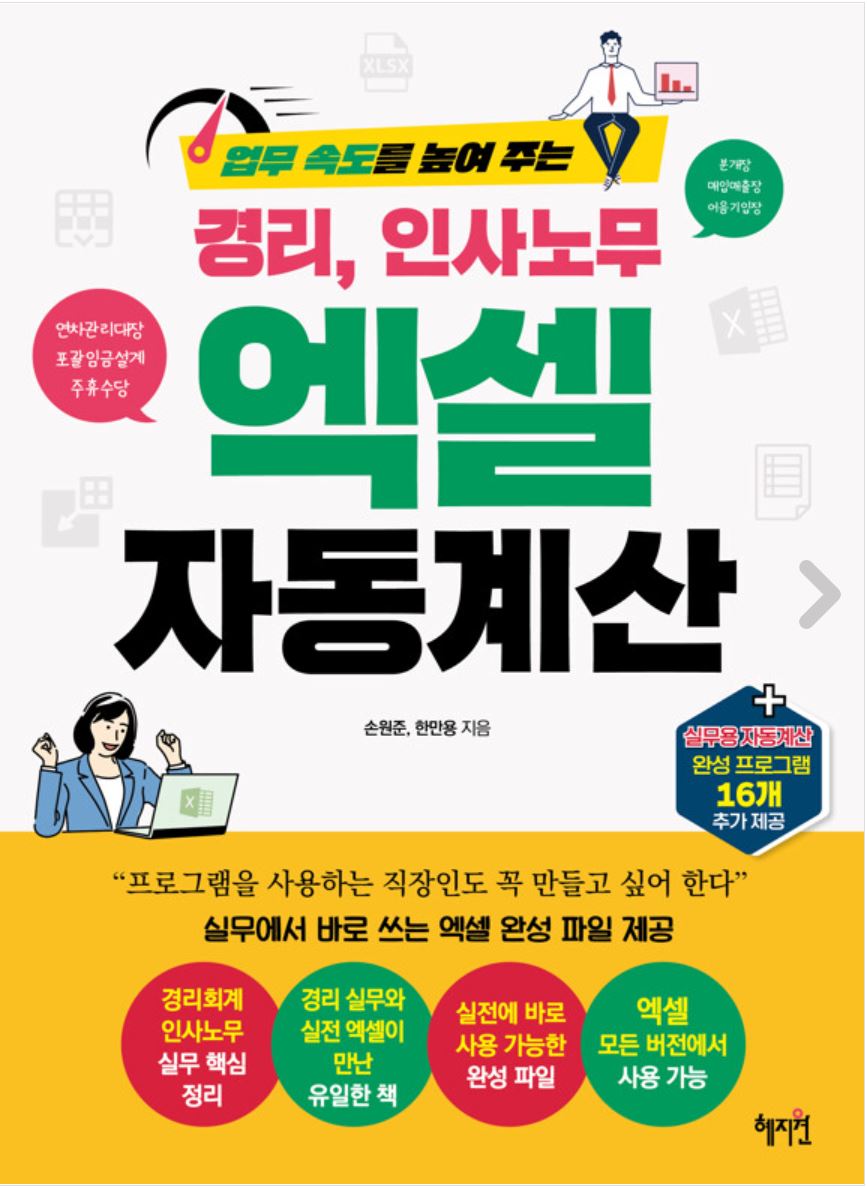 XLSX
업무 속도를 높여 주는
분개장
매입매출장
어음기입장
경리, 인사노무
X
연차관리대장
포괄임금설계
주휴수당
엑셀
자동계산
손원준, 한만용 지음
실무용 자동계산
완성 프로그램
16개
추가 제공
X
“프로그램을 사용하는 직장인도 꼭 만들고 싶어 한다”
실무에서 바로 쓰는 엑셀 완성 파일 제공
경리회계
인사노무
실무 핵심
정리
경리 실무와
실전 엑셀이
만난
유일한 책
실전에 바로
사용 가능한
완성 파일
엑셀
모든 버전에서
사용 가능
혜지원